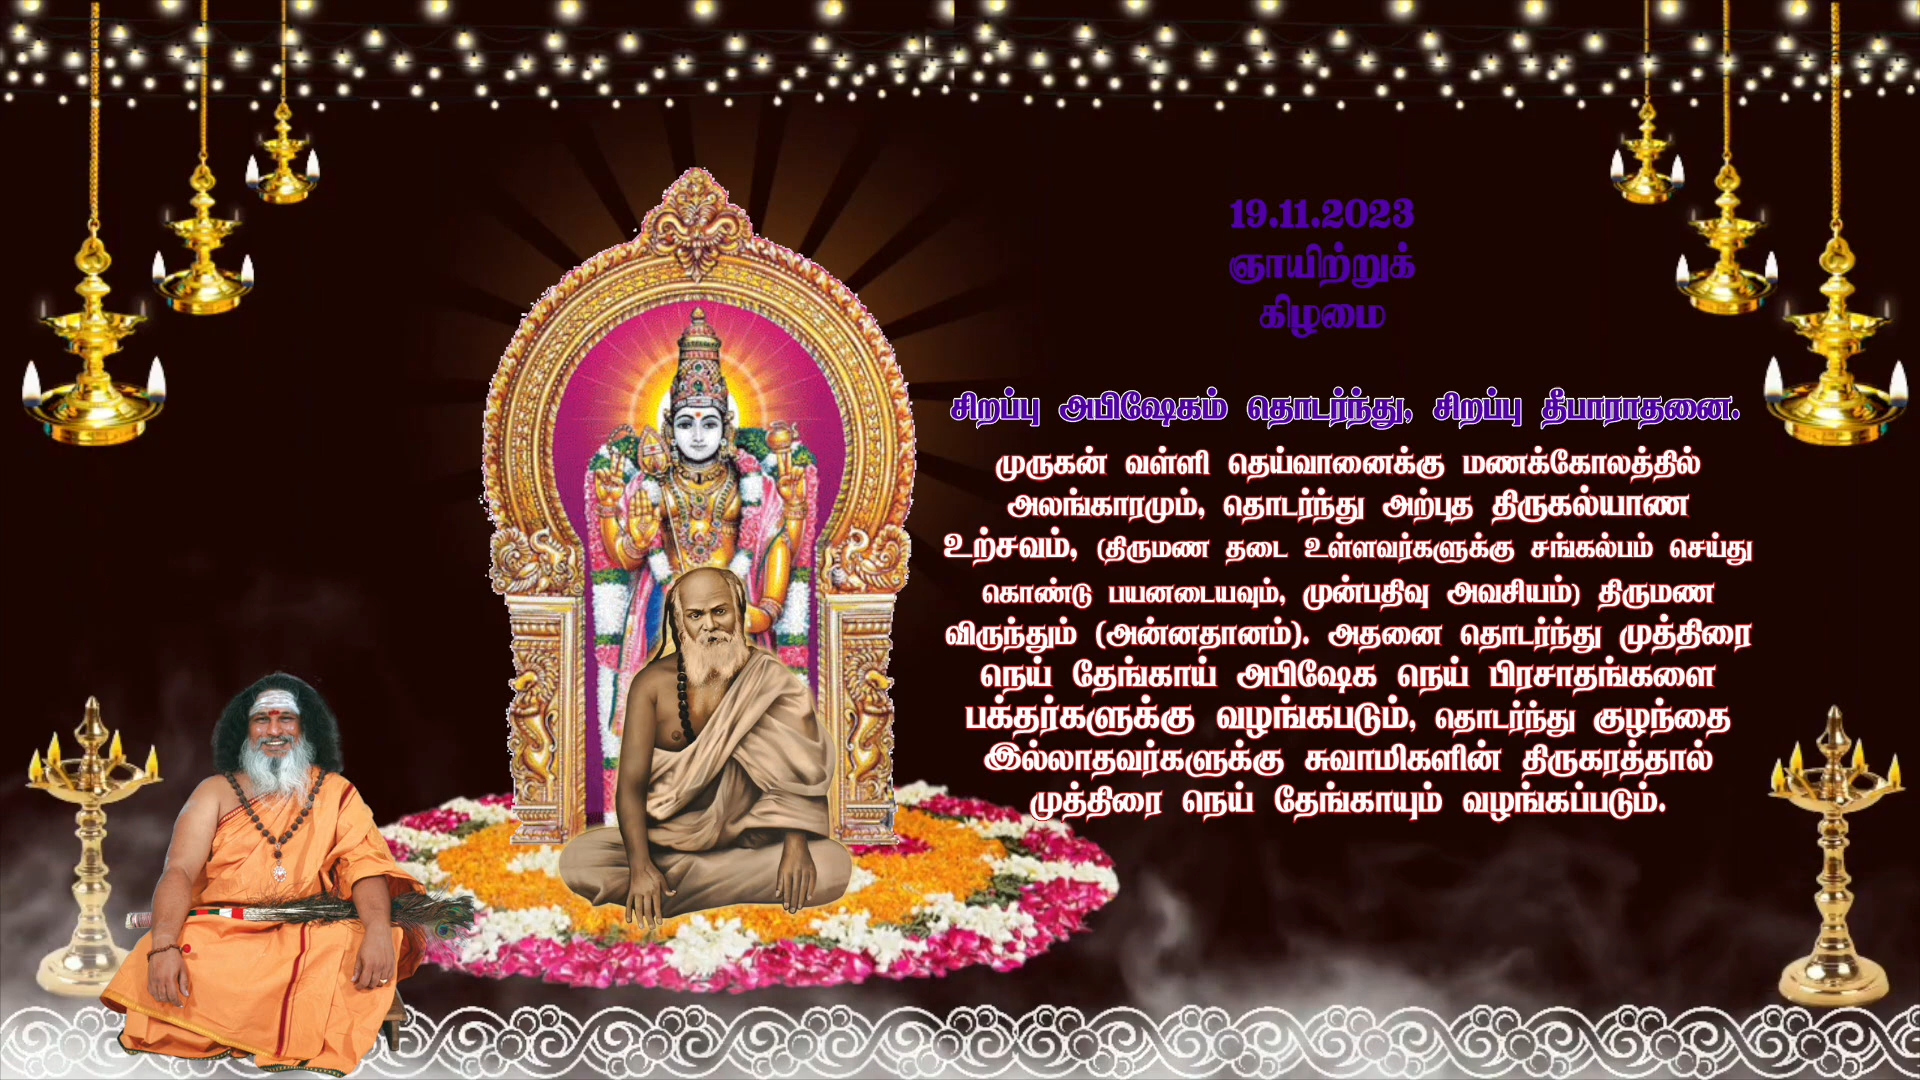 19.11.2023
ஞாயிற்றுக்
கிழமை
சிறப்பு அபிஷேகம் தொடர்ந்து, சிறப்பு தீபாராதனை.
முருகன் வள்ளி தெய்வானைக்கு மணக்கோலத்தில்
அலங்காரமும், தொடர்ந்து அற்புத திருகல்யாண
உற்சவம், (திருமண தடை உள்ளவர்களுக்கு சங்கல்பம் செய்து
கொண்டு பயனடையவும், முன்பதிவு அவசியம்) திருமண
விருந்தும் (அன்னதானம்). அதனை தொடர்ந்து முத்திரை
நெய் தேங்காய் அபிஷேக நெய் பிரசாதங்களை
பக்தர்களுக்கு வழங்கபடும், தொடர்ந்து குழந்தை
இல்லாதவர்களுக்கு சுவாமிகளின் திருகரத்தால்
முத்திரை நெய் தேங்காயும் வழங்கப்படும்.